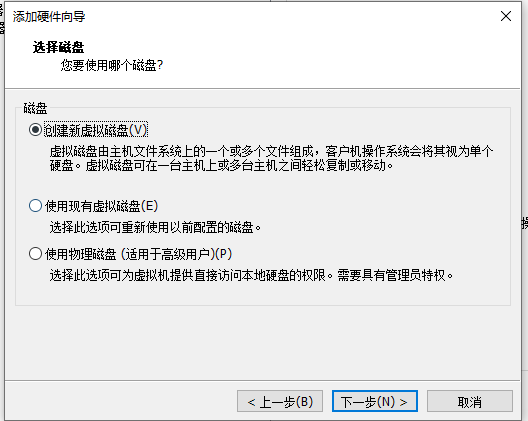 添加硬件向导
选择磁盘
您要使用哪个磁盘?
磁盘
创建新虚拟磁盘(V)
虚拟磁盘由主机文件系统上的一个或多个文件组成，客户机操作系统会将其视为单个
硬盘。虚拟磁盘可在一台主机上或多台主机之间轻松复制或移动。
使用现有虚拟磁盘(E)
选择此选项可重新使用以前配置的磁盘。
使用物理磁盘 (适用于高级用户)(P)
选择此选项可为虚拟机提供直接访问本地硬盘的权限。需要具有管理员特权。
< 上一步(B) 下一步(N) > 取消